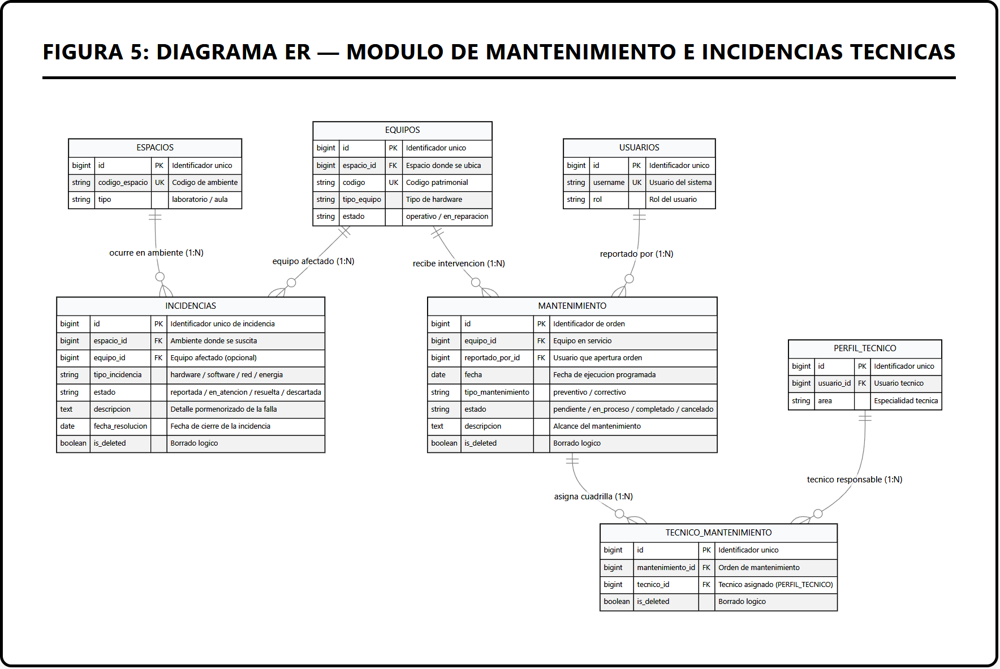 FIGURA 5: DIAGRAMA ER — MODULO DE MANTENIMIENTO E INCIDENCIAS TECNICAS
ESPACIOS
bigint id PK Identificador unico
string codigo_espacio UK Codigo de ambiente
string tipo laboratorio / aula
EQUIPOS
bigint id PK Identificador unico
bigint espacio_id FK Espacio donde se ubica
string codigo UK Codigo patrimonial
string tipo_equipo Tipo de hardware
string estado operativo / en_reparacion
USUARIOS
bigint id PK Identificador unico
string username UK Usuario del sistema
string rol Rol del usuario
ocurre en ambiente (1:N)
equipo afectado (1:N)
recibe intervencion (1:N)
reportado por (1:N)
INCIDENCIAS
bigint id PK Identificador unico de incidencia
bigint espacio_id FK Ambiente donde se suscita
bigint equipo_id FK Equipo afectado (opcional)
string tipo_incidencia hardware / software / red / energia
string estado reportada / en_atencion / resuelta / descartada
text descripcion Detalle pormenorizado de la falla
date fecha_resolucion Fecha de cierre de la incidencia
boolean is_deleted Borrado logico
MANTENIMIENTO
bigint id PK Identificador de orden
bigint equipo_id FK Equipo en servicio
bigint reportado_por_id FK Usuario que apertura orden
date fecha Fecha de ejecucion programada
string tipo_mantenimiento preventivo / correctivo
string estado pendiente / en_proceso / completado / cancelado
text descripcion Alcance del mantenimiento
boolean is_deleted Borrado logico
PERFIL_TECNICO
bigint id PK Identificador unico
bigint usuario_id FK Usuario tecnico
string area Especialidad tecnica
tecnico responsable (1:N)
asigna cuadrilla (1:N)
TECNICO_MANTENIMIENTO
bigint id PK Identificador unico
bigint mantenimiento_id FK Orden de mantenimiento
bigint tecnico_id FK Tecnico asignado (PERFIL_TECNICO)
boolean is_deleted Borrado logico